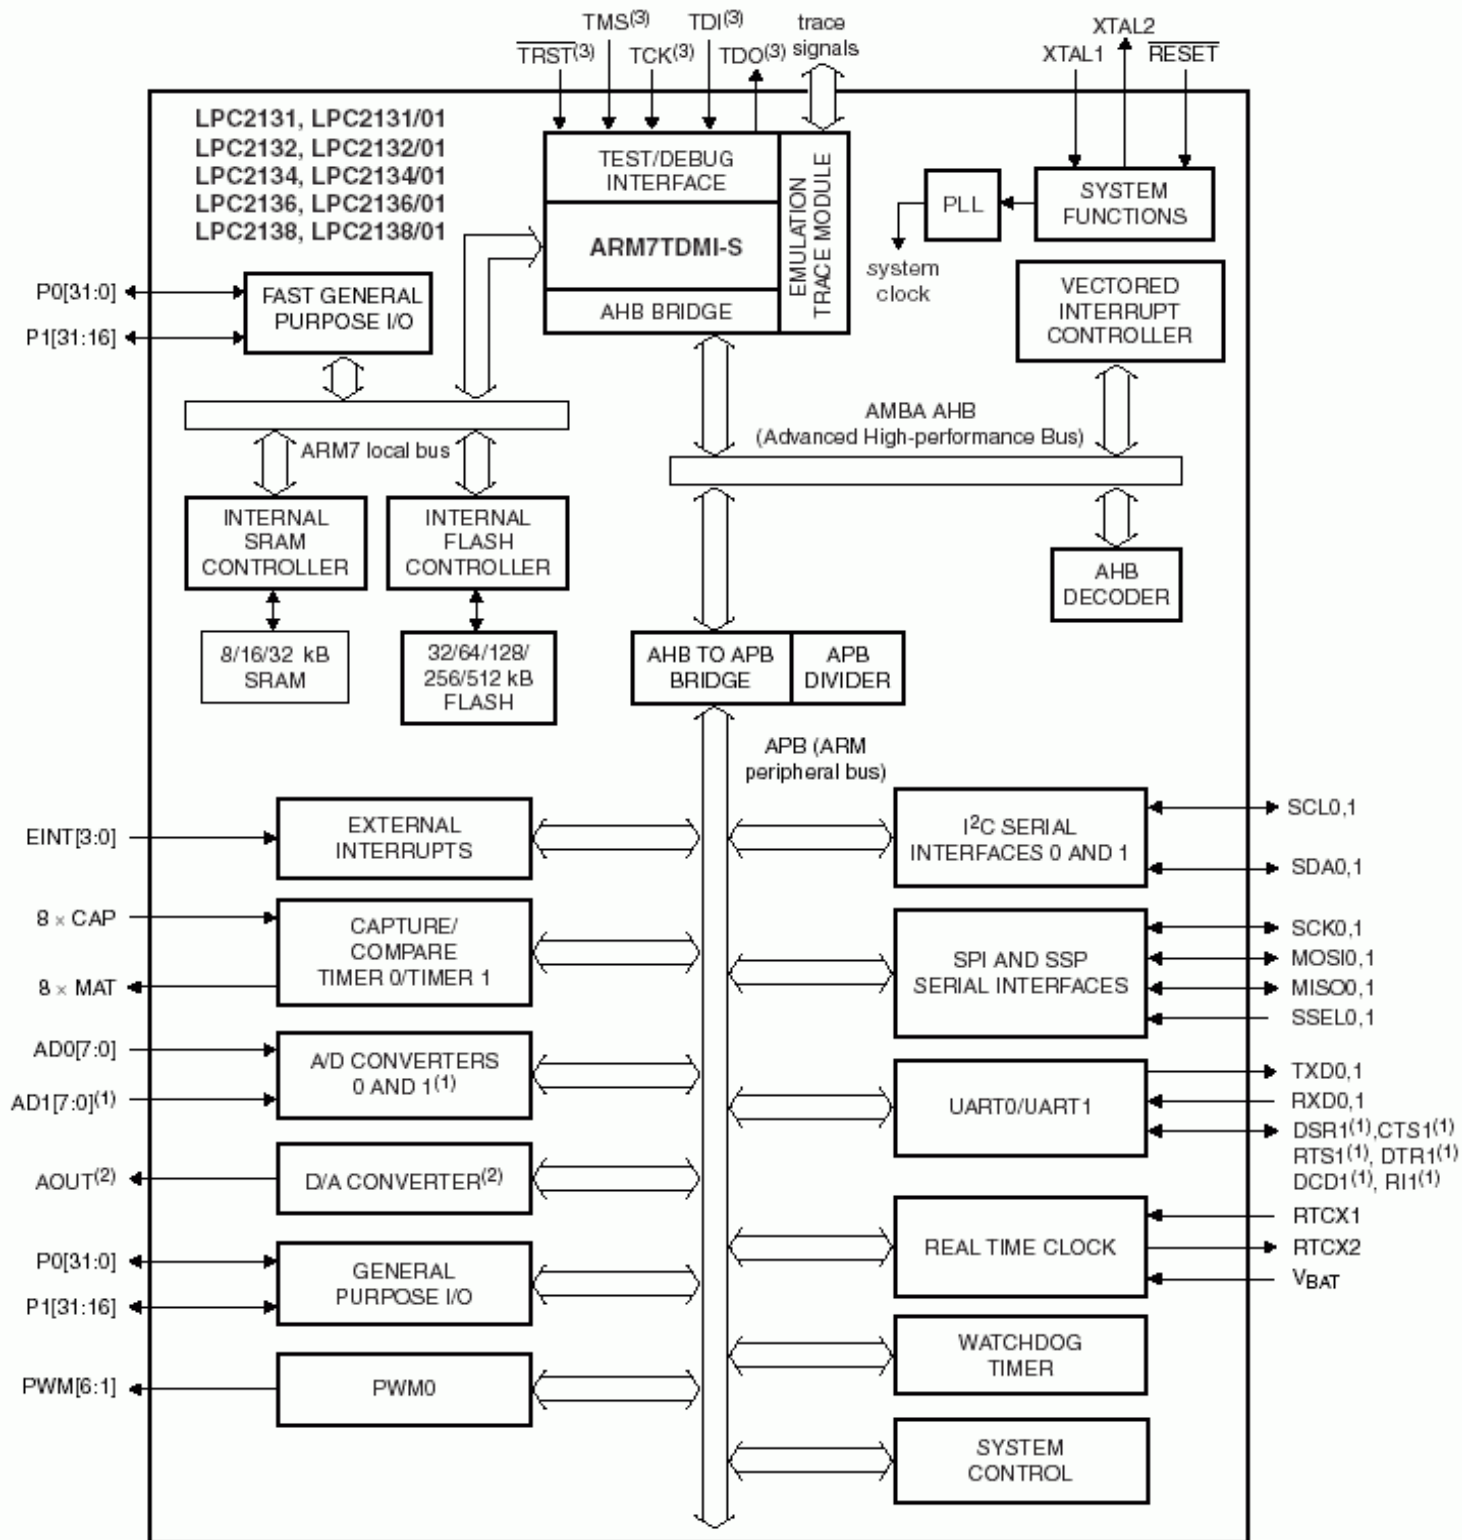 TMS(3)
TDI(3)
trace
signals
TRST(3)
TCK(3)
TDO(3)
XTAL2
XTAL1
RESET
LPC2131, LPC2131/01
LPC2132, LPC2132/01
LPC2134, LPC2134/01
LPC2136, LPC2136/01
LPC2138, LPC2138/01
TEST/DEBUG
INTERFACE
ARM7TDMI-S
AHB BRIDGE
EMULATION
TRACE MODULE
PLL
SYSTEM
FUNCTIONS
system
clock
VECTORED
INTERRUPT
CONTROLLER
P0[31:0]
P1[31:16]
FAST GENERAL
PURPOSE I/O
ARM7 local bus
AMBA AHB
(Advanced High-performance Bus)
INTERNAL
SRAM
CONTROLLER
INTERNAL
FLASH
CONTROLLER
8/16/32 kB
SRAM
32/64/128/
256/512 kB
FLASH
AHB
DECODER
AHB TO APB
BRIDGE
APB
DIVIDER
APB (ARM
peripheral bus)
EINT[3:0]
EXTERNAL
INTERRUPTS
I²C SERIAL
INTERFACES 0 AND 1
SCL0,1
SDA0,1
8 × CAP
8 × MAT
CAPTURE/
COMPARE
TIMER 0/TIMER 1
SPI AND SSP
SERIAL INTERFACES
SCK0,1
MOSI0,1
MISO0,1
SSEL0,1
AD0[7:0]
AD1[7:0](1)
A/D CONVERTERS
0 AND 1(1)
UART0/UART1
TXD0,1
RXD0,1
DSR1(1),CTS1(1)
RTS1(1), DTR1(1)
DCD1(1), RI1(1)
AOUT(2)
D/A CONVERTER(2)
REAL TIME CLOCK
RTCX1
RTCX2
VBAT
P0[31:0]
P1[31:16]
GENERAL
PURPOSE I/O
WATCHDOG
TIMER
PWM[6:1]
PWM0
SYSTEM
CONTROL